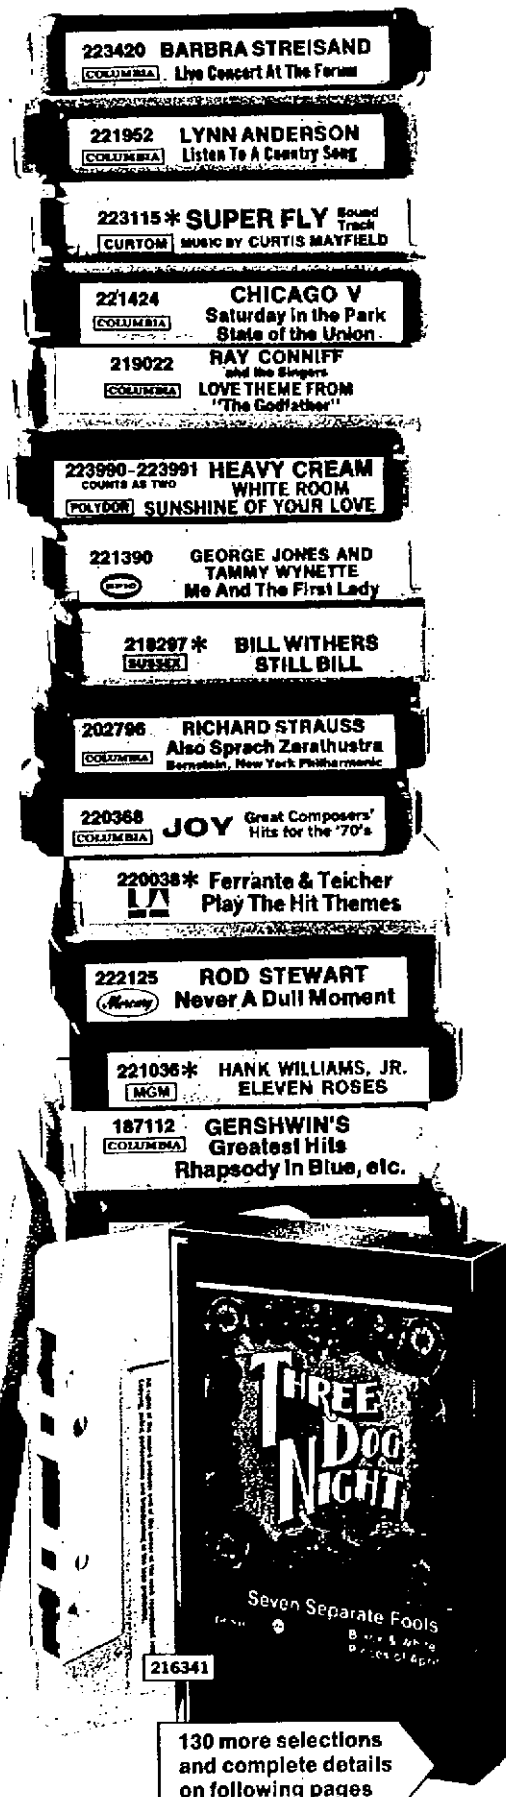 223420 BARBRA STREISAND
COLUMBIA Live Concert At The Forum
221952 LYNN ANDERSON
COLUMBIA Listen To A Country Song
223115* SUPER FLY Sound Track
CURTOM MUSIC BY CURTIS MAYFIELD
221424 CHICAGO V
COLUMBIA Saturday in the Park
State of the Union
219022 RAY CONNIFF
and the Singers
COLUMBIA LOVE THEME FROM
"The Godfather"
223990-223991 HEAVY CREAM
COUNTS AS TWO WHITE ROOM
POLYDOR SUNSHINE OF YOUR LOVE
221390 GEORGE JONES AND
TAMMY WYNETTE
Me And The First Lady
218297* BILL WITHERS
SUSSEX STILL BILL
202796 RICHARD STRAUSS
COLUMBIA Also Sprach Zarathustra
Bernstein, New York Philharmonic
220368 JOY Great Composers'
COLUMBIA Hits for the '70's
220038* Ferrante & Teicher
UA Play The Hit Themes
222125 ROD STEWART
Mercury Never A Dull Moment
221036* HANK WILLIAMS, JR.
MGM ELEVEN ROSES
187112 GERSHWIN'S
COLUMBIA Greatest Hits
Rhapsody In Blue, etc.
THREE
DOG
NIGHT
Seven Separate Fools
Black & White
Pieces of April
216341
130 more selections
and complete details
on following pages